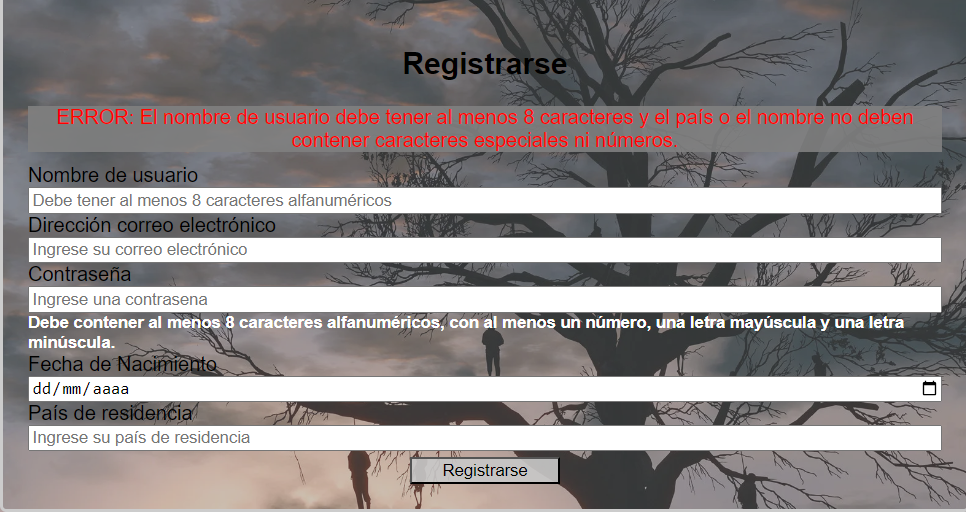 Registrarse
ERROR: El nombre de usuario debe tener al menos 8 caracteres y el país o el nombre no deben
contener caracteres especiales ni números.
Nombre de usuario
Debe tener al menos 8 caracteres alfanuméricos
Dirección correo electrónico
Ingrese su correo electrónico
Contraseña
Ingrese una contrasena
Debe contener al menos 8 caracteres alfanuméricos, con al menos un número, una letra mayúscula y una letra
minúscula.
Fecha de Nacimiento
dd/mm/aaaa
País de residencia
Ingrese su país de residencia
Registrarse